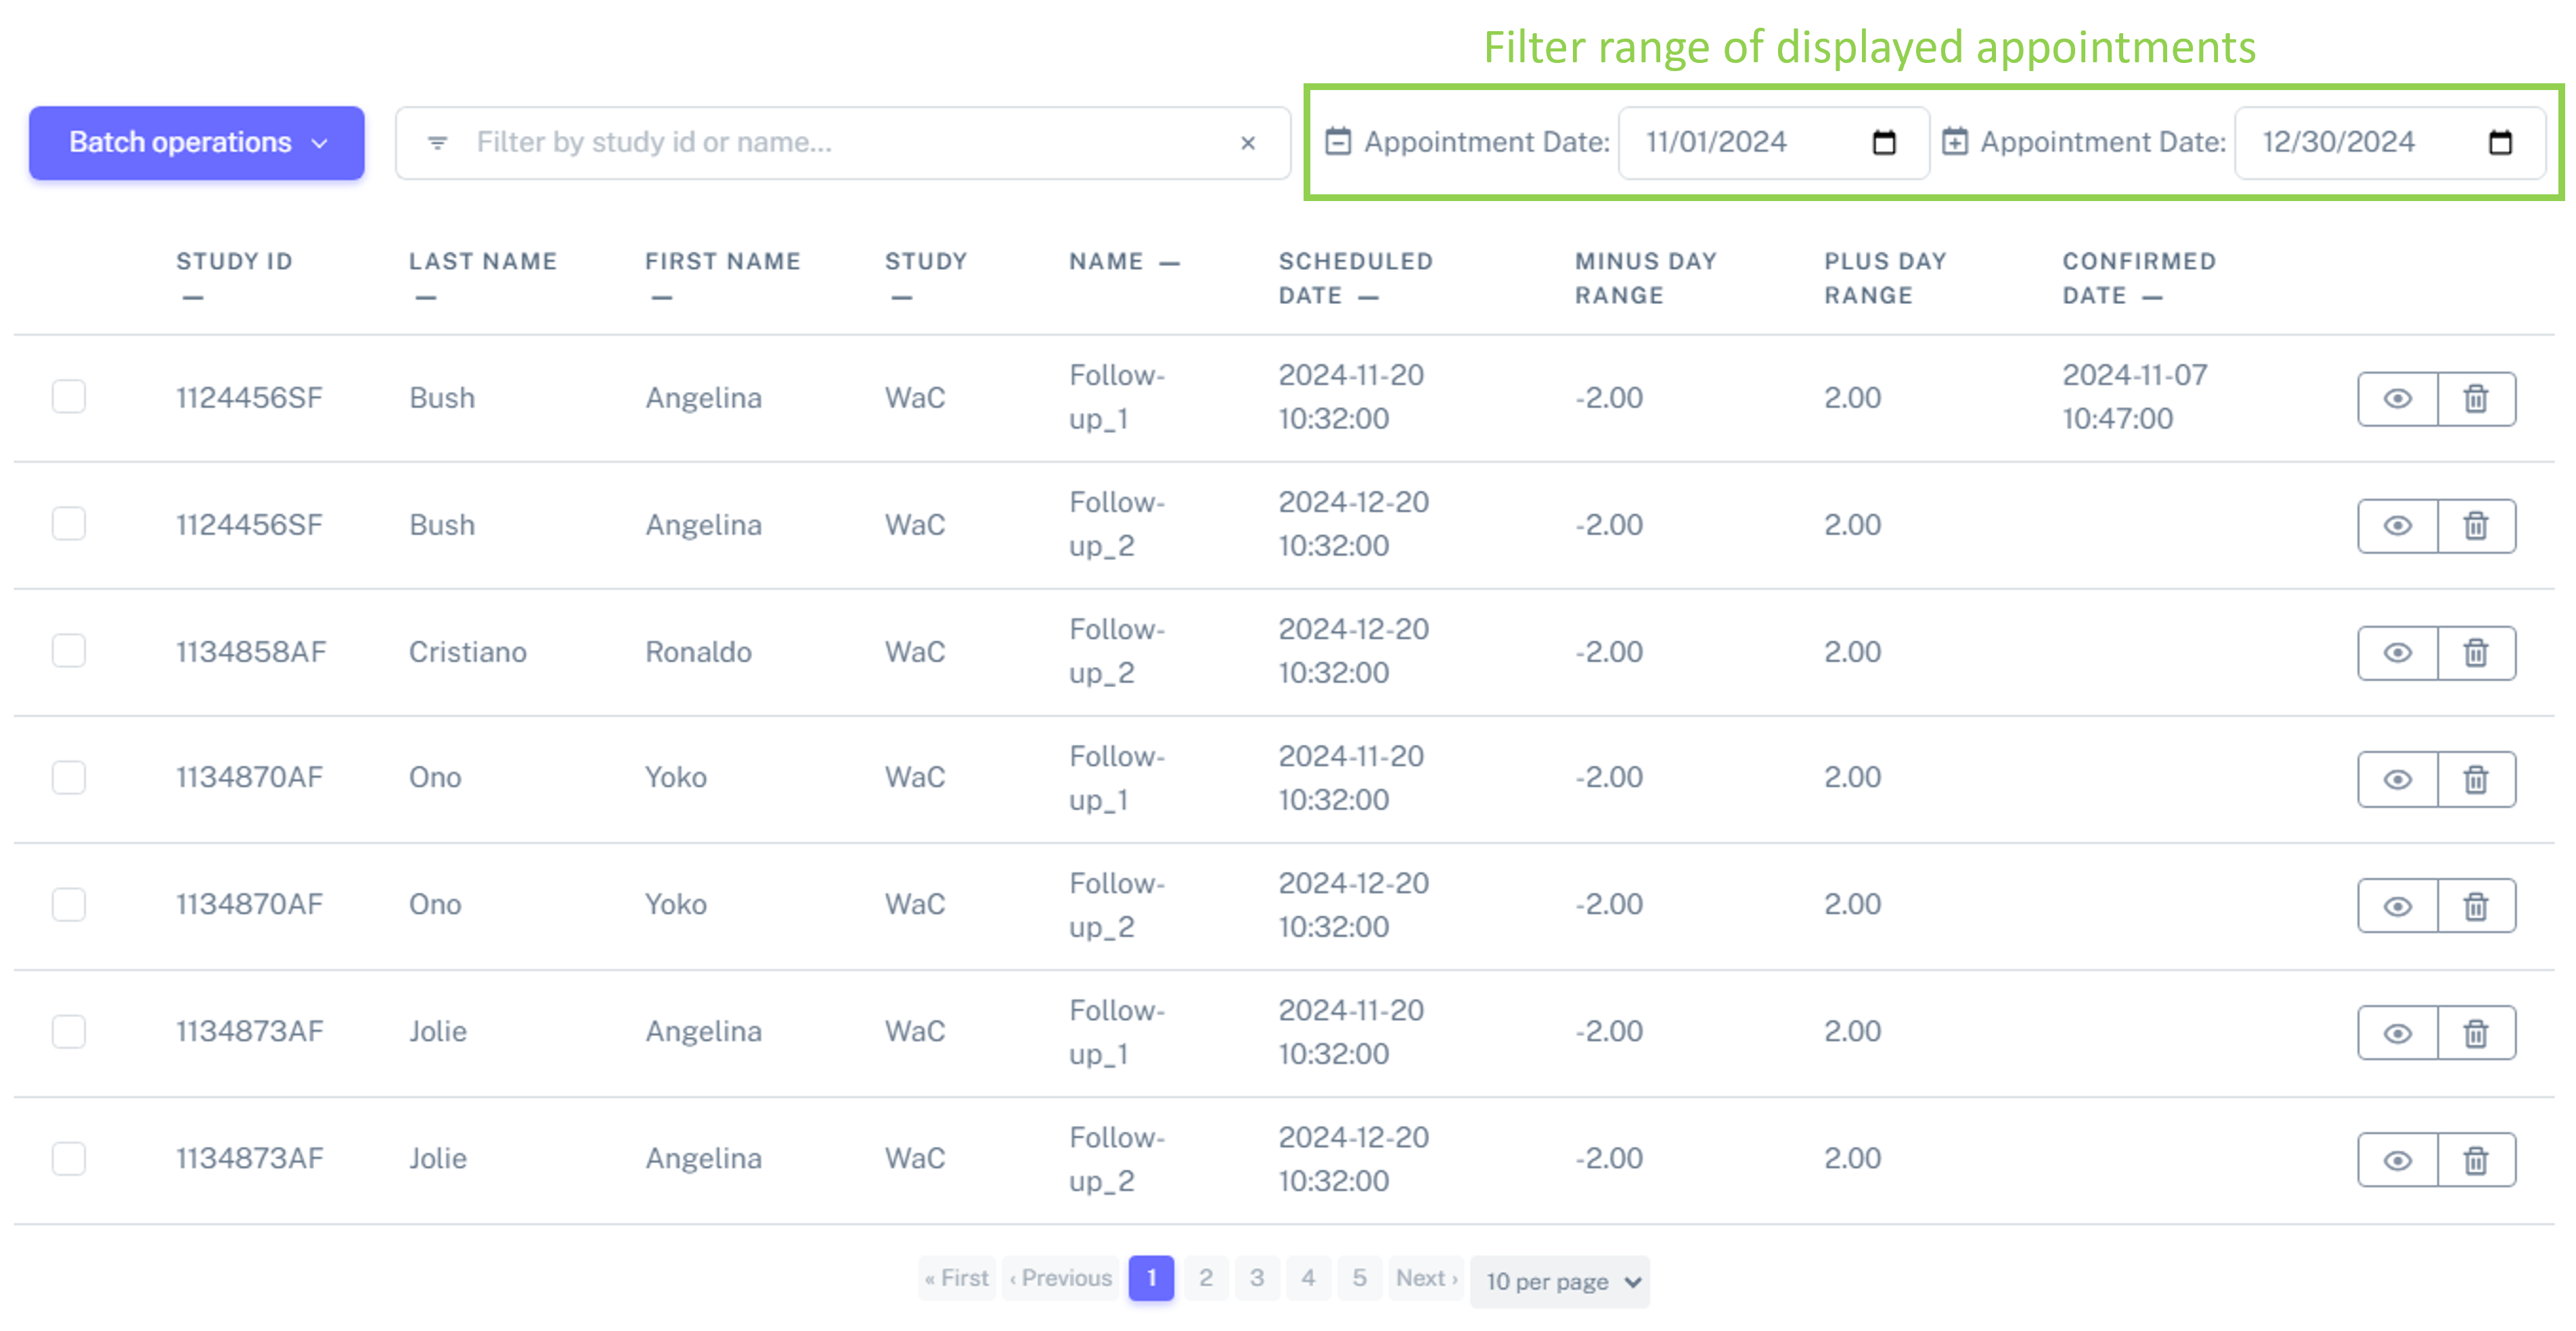 Filter range of displayed appointments
Batch operations
Filter by study id or name...
Appointment Date: 11/01/2024
Appointment Date: 12/30/2024
STUDY ID — LAST NAME — FIRST NAME — STUDY — NAME — SCHEDULED DATE — MINUS DAY RANGE PLUS DAY RANGE CONFIRMED DATE —
1124456SF Bush Angelina WaC Follow-up_1 2024-11-20 10:32:00 -2.00 2.00 2024-11-07 10:47:00
1124456SF Bush Angelina WaC Follow-up_2 2024-12-20 10:32:00 -2.00 2.00
1134858AF Cristiano Ronaldo WaC Follow-up_2 2024-12-20 10:32:00 -2.00 2.00
1134870AF Ono Yoko WaC Follow-up_1 2024-11-20 10:32:00 -2.00 2.00
1134870AF Ono Yoko WaC Follow-up_2 2024-12-20 10:32:00 -2.00 2.00
1134873AF Jolie Angelina WaC Follow-up_1 2024-11-20 10:32:00 -2.00 2.00
1134873AF Jolie Angelina WaC Follow-up_2 2024-12-20 10:32:00 -2.00 2.00
« First ‹ Previous 1 2 3 4 5 Next › 10 per page